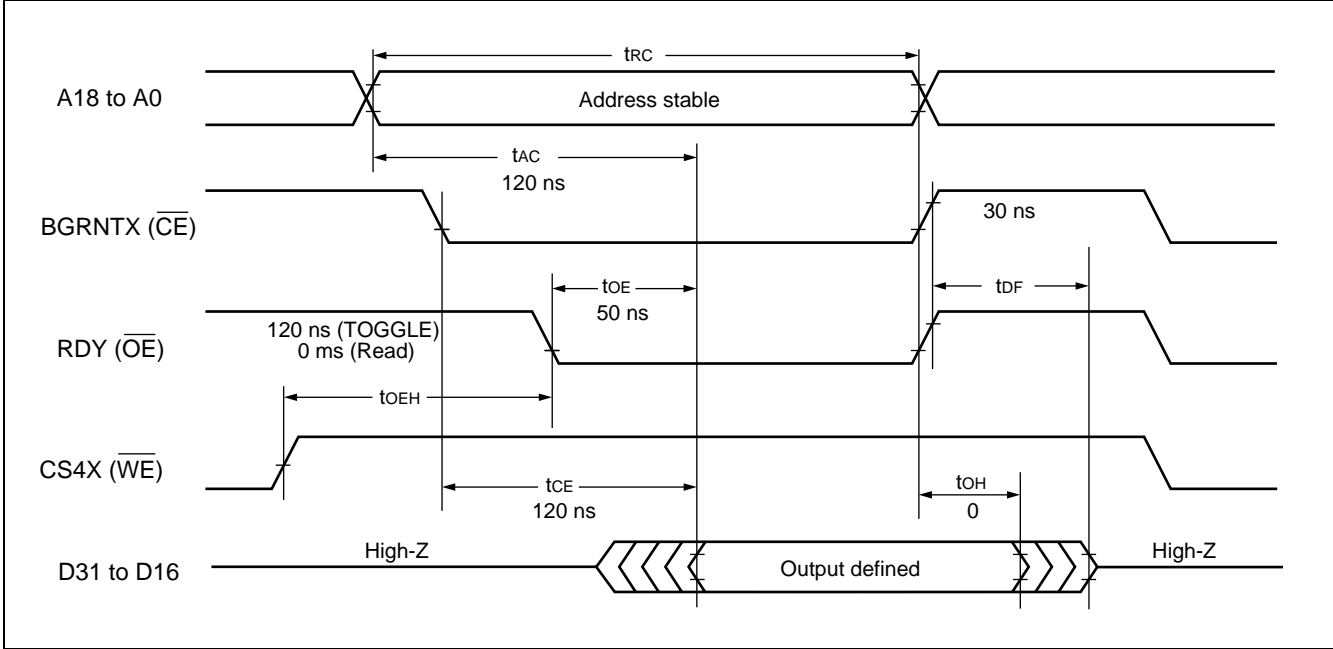 tRC
A18 to A0
Address stable
tAC
120 ns
BGRNTX (CE)
30 ns
tOE
50 ns
tDF
RDY (OE)
120 ns (TOGGLE)
0 ms (Read)
tOEH
CS4X (WE)
tCE
120 ns
tOH
0
D31 to D16
High-Z
Output defined
High-Z